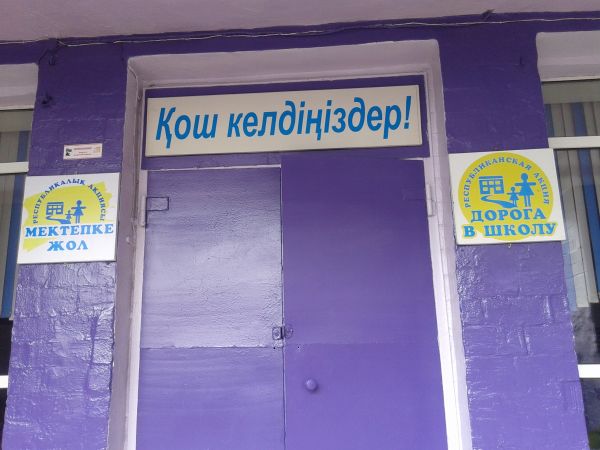 Қош келдіңіздер!
РЕСПУБЛИКАЛЫҚ АКЦИЯСЫ
МЕКТЕПКЕ
ЖОЛ
РЕСПУБЛИКАНСКАЯ АКЦИЯ
ДОРОГА
В ШКОЛУ